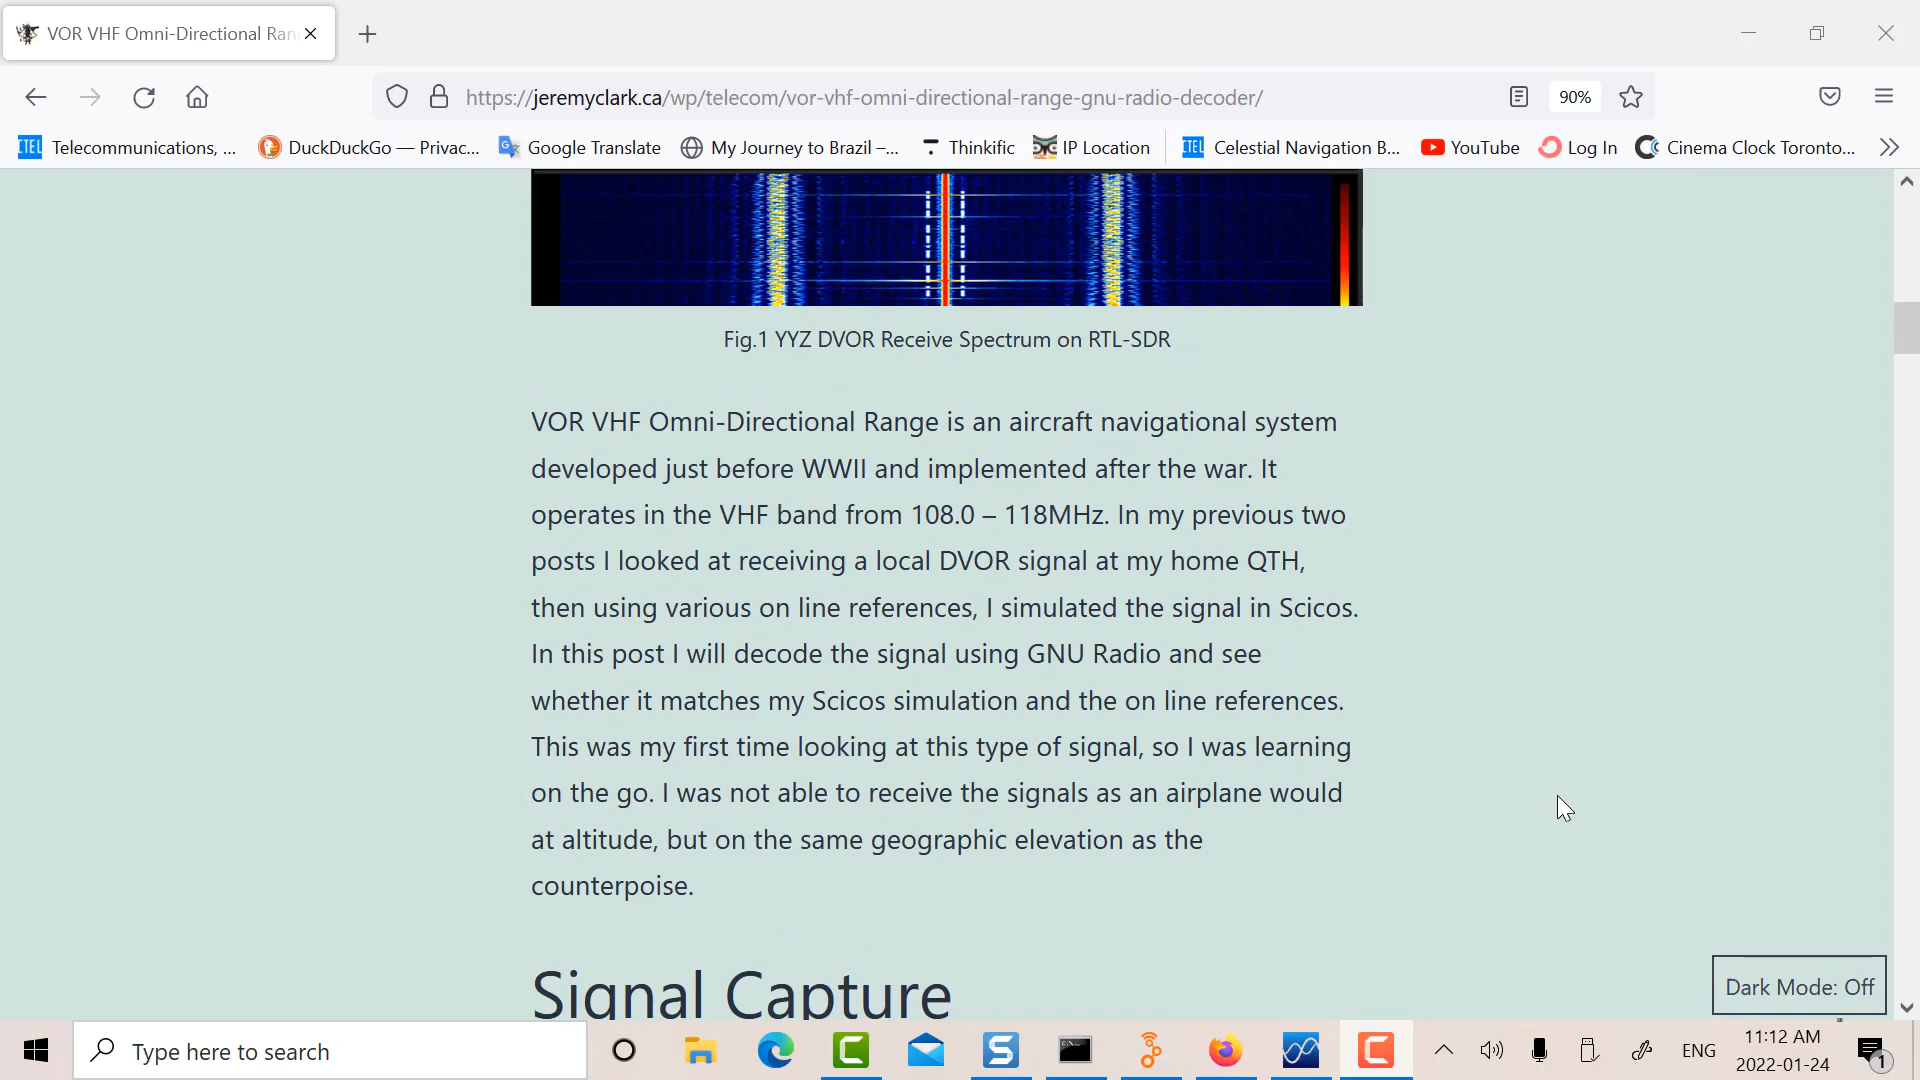 VOR VHF Omni-Directional Ran
https://jeremyclark.ca/wp/telecom/vor-vhf-omni-directional-range-gnu-radio-decoder/
90%
CTEL Telecommunications, ...
DuckDuckGo — Privac...
Google Translate
My Journey to Brazil –...
Thinkific
IP Location
CTEL Celestial Navigation B...
YouTube
Log In
Cinema Clock Toronto...
Fig.1 YYZ DVOR Receive Spectrum on RTL-SDR
VOR VHF Omni-Directional Range is an aircraft navigational system
developed just before WWII and implemented after the war. It
operates in the VHF band from 108.0 – 118MHz. In my previous two
posts I looked at receiving a local DVOR signal at my home QTH,
then using various on line references, I simulated the signal in Scicos.
In this post I will decode the signal using GNU Radio and see
whether it matches my Scicos simulation and the on line references.
This was my first time looking at this type of signal, so I was learning
on the go. I was not able to receive the signals as an airplane would
at altitude, but on the same geographic elevation as the
counterpoise.
Signal Capture
Dark Mode: Off
Type here to search
ENG
11:12 AM
2022-01-24
1